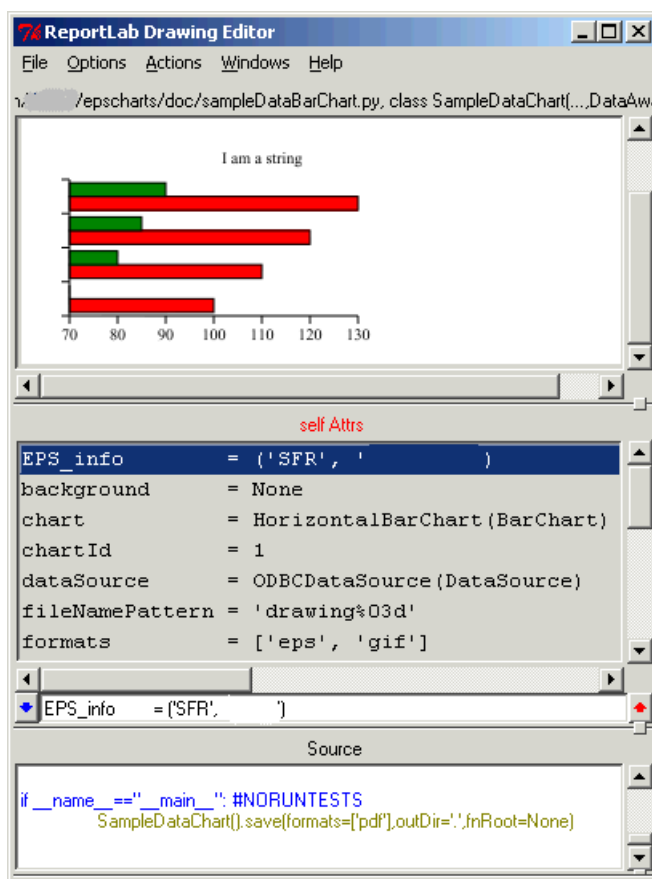 ReportLab Drawing Editor
File Options Actions Windows Help
/epscharts/doc/sampleDataBarChart.py, class SampleDataChart(...,DataAw
I am a string
70 80 90 100 110 120 130
self Attrs
EPS_info = ('SFR', ' )
background = None
chart = HorizontalBarChart(BarChart)
chartId = 1
dataSource = ODBCDataSource(DataSource)
fileNamePattern = 'drawing%03d'
formats = ['eps', 'gif']
EPS_info = ('SFR', ')
Source
if __name__=="__main__": #NORUNTESTS
SampleDataChart().save(formats=['pdf'],outDir='.',fnRoot=None)